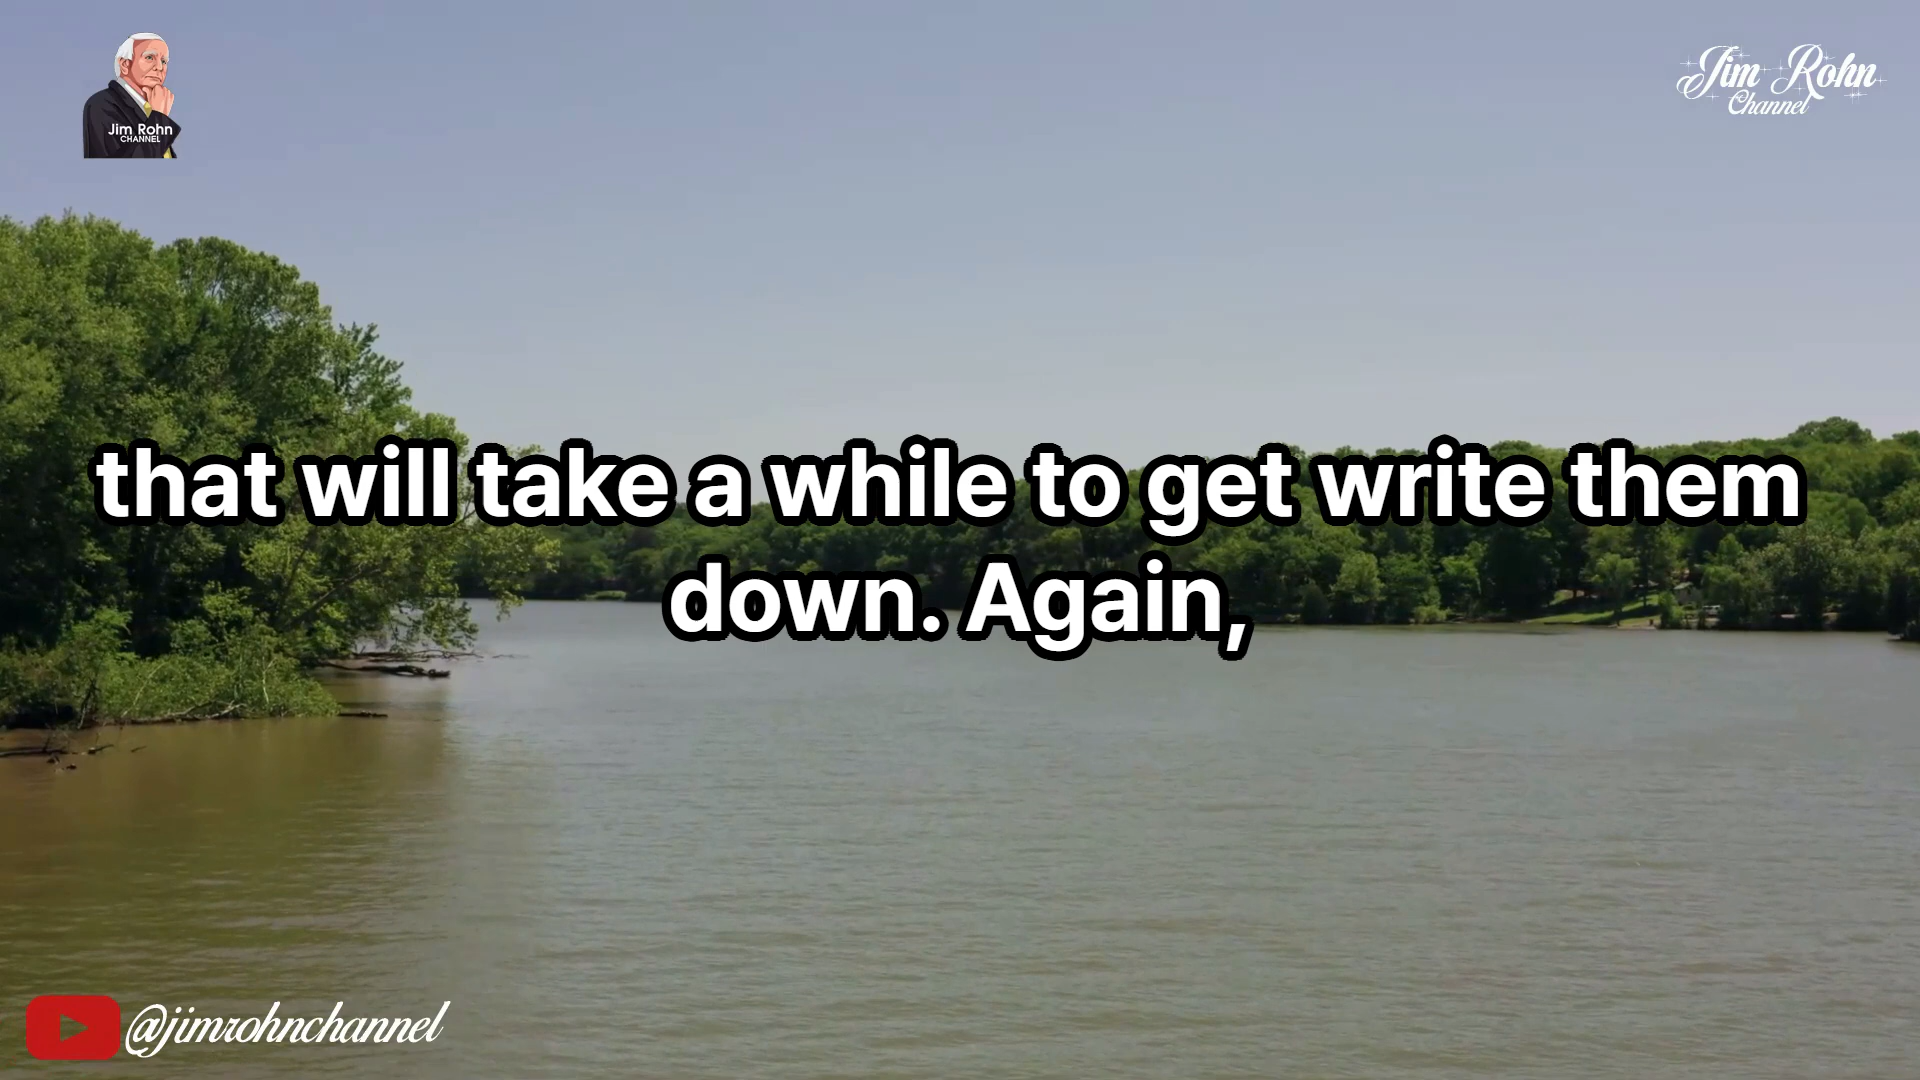 Jim Rohn
CHANNEL
Jim Rohn
Channel
that will take a while to get write them
down. Again,
@jimrohnchannel